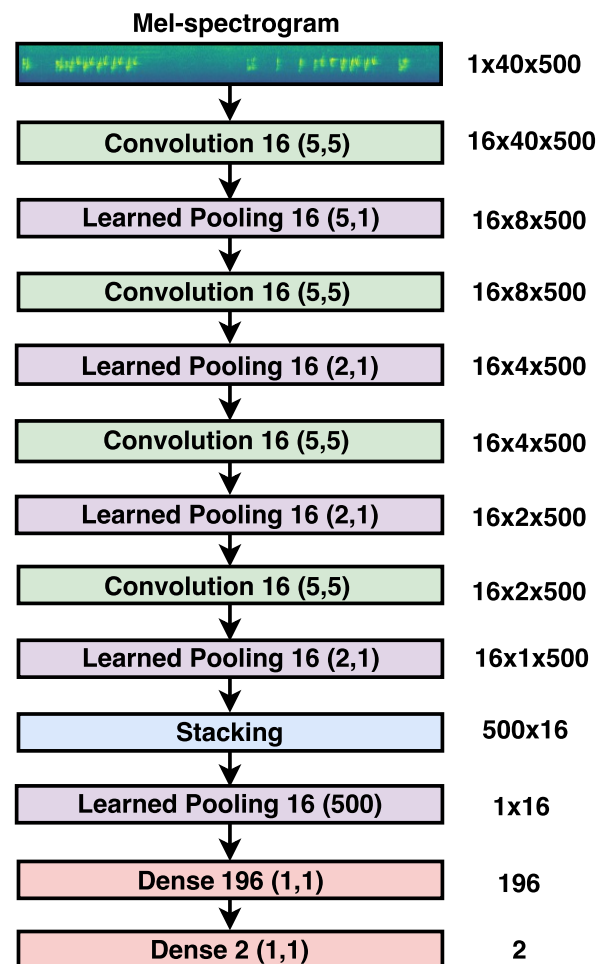 Mel-spectrogram
1x40x500
Convolution 16 (5,5)
16x40x500
Learned Pooling 16 (5,1)
16x8x500
Convolution 16 (5,5)
16x8x500
Learned Pooling 16 (2,1)
16x4x500
Convolution 16 (5,5)
16x4x500
Learned Pooling 16 (2,1)
16x2x500
Convolution 16 (5,5)
16x2x500
Learned Pooling 16 (2,1)
16x1x500
Stacking
500x16
Learned Pooling 16 (500)
1x16
Dense 196 (1,1)
196
Dense 2 (1,1)
2